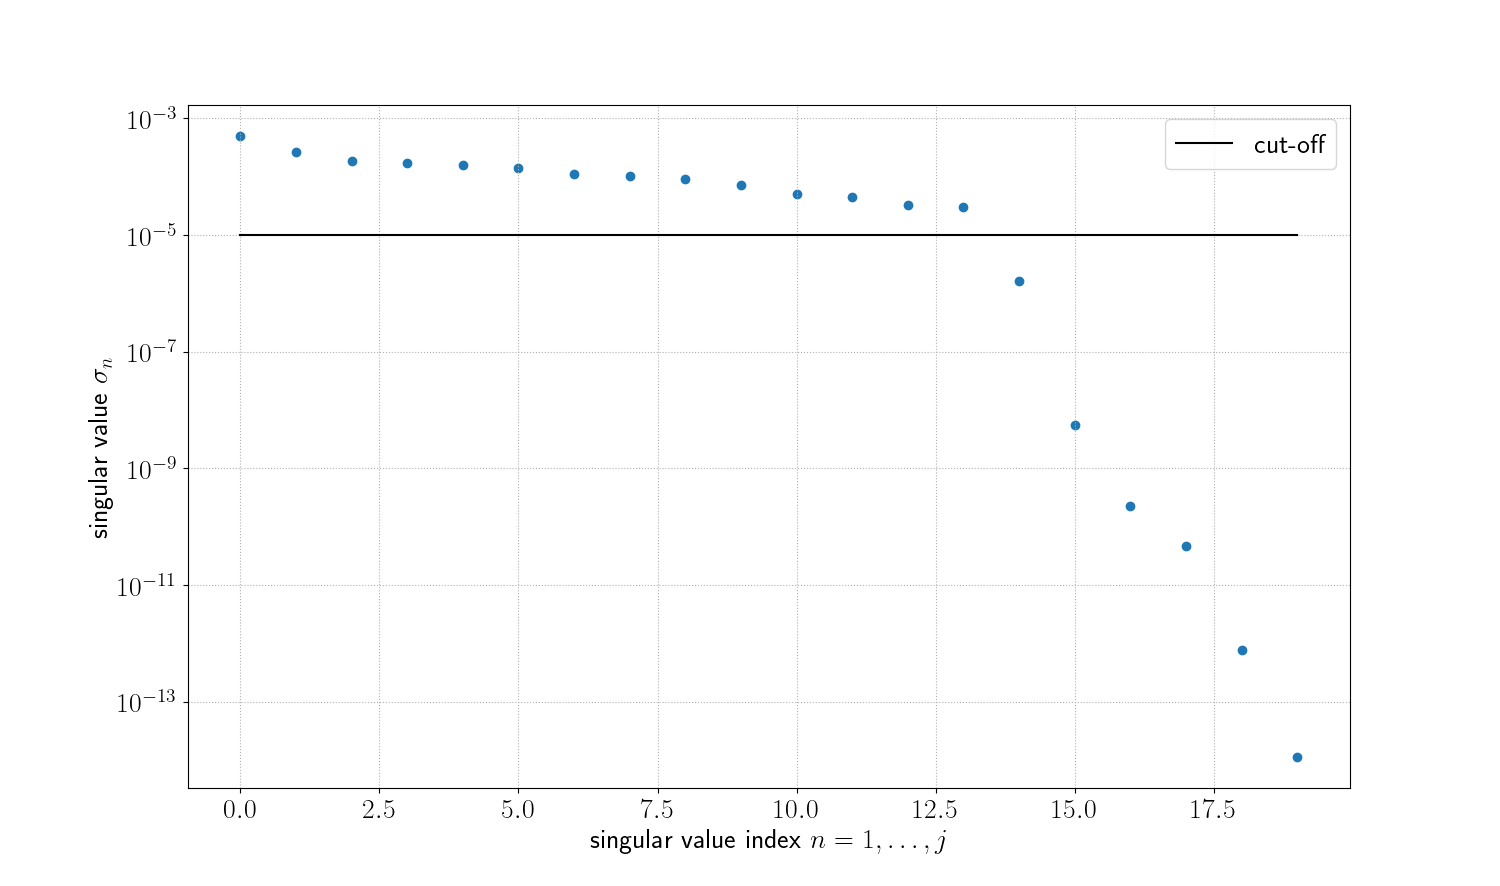 10⁻³
10⁻⁵
10⁻⁷
10⁻⁹
10⁻¹¹
10⁻¹³
singular value σₙ
cut-off
0.0 2.5 5.0 7.5 10.0 12.5 15.0 17.5
singular value index n = 1, . . . , j